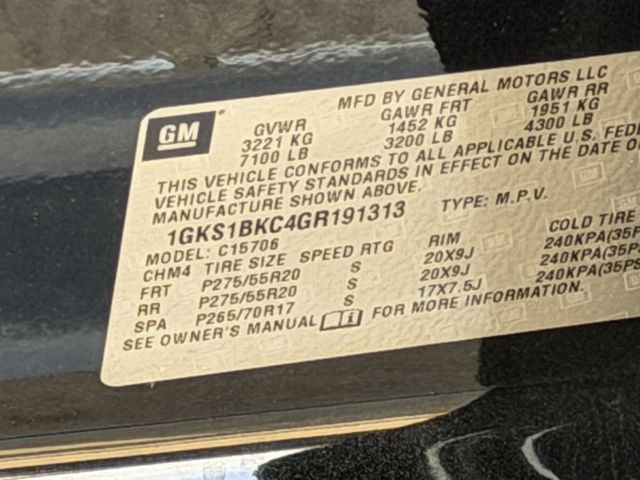 MFD BY GENERAL MOTORS LLC
GM
GVWR GAWR FRT GAWR RR
3221 KG 1452 KG 1951 KG
7100 LB 3200 LB 4300 LB
THIS VEHICLE CONFORMS TO ALL APPLICABLE U.S. FEDE
VEHICLE SAFETY STANDARDS IN EFFECT ON THE DATE O
MANUFACTURE SHOWN ABOVE.
1GKS1BKC4GR191313 TYPE: M.P.V.
MODEL: C15706
CHM4 TIRE SIZE SPEED RTG RIM COLD TIRE
FRT P275/55R20 S 20X9J 240KPA(35P
RR P275/55R20 S 20X9J 240KPA(35P
SPA P265/70R17 S 17X7.5J 240KPA(35PS
SEE OWNER'S MANUAL FOR MORE INFORMATION.